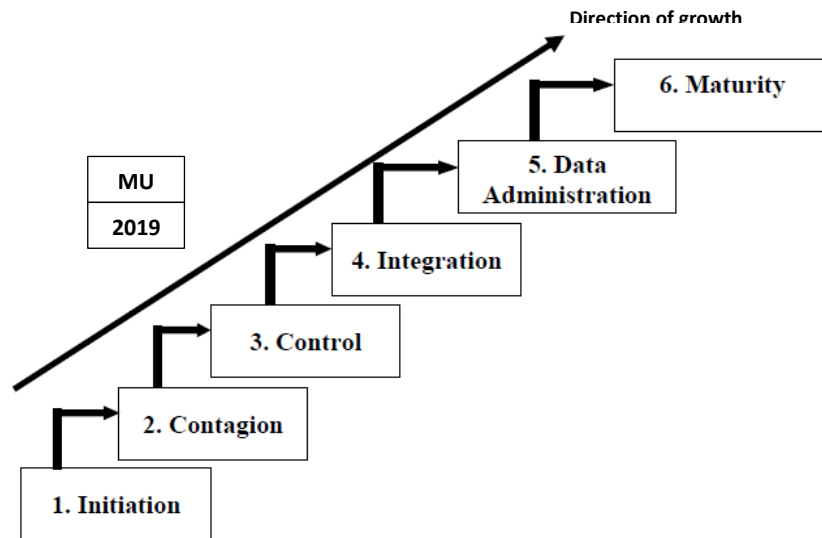 Direction of growth
6. Maturity
5. Data
Administration
MU
2019
4. Integration
3. Control
2. Contagion
1. Initiation